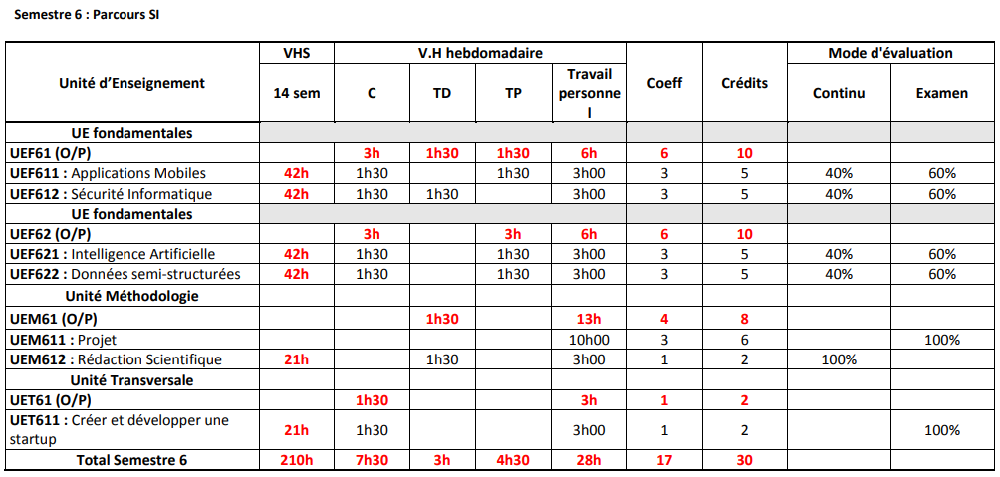 Semestre 6 : Parcours SI
Unité d'Enseignement VHS V.H hebdomadaire Coeff Crédits Mode d'évaluation
14 sem C TD TP Travail personne l Continu Examen
UE fondamentales
UEF61 (O/P) 3h 1h30 1h30 6h 6 10
UEF611 : Applications Mobiles 42h 1h30 1h30 3h00 3 5 40% 60%
UEF612 : Sécurité Informatique 42h 1h30 1h30 3h00 3 5 40% 60%
UE fondamentales
UEF62 (O/P) 3h 3h 6h 6 10
UEF621 : Intelligence Artificielle 42h 1h30 1h30 3h00 3 5 40% 60%
UEF622 : Données semi-structurées 42h 1h30 1h30 3h00 3 5 40% 60%
Unité Méthodologie
UEM61 (O/P) 1h30 13h 4 8
UEM611 : Projet 10h00 3 6 100%
UEM612 : Rédaction Scientifique 21h 1h30 3h00 1 2 100%
Unité Transversale
UET61 (O/P) 1h30 3h 1 2
UET611 : Créer et développer une
startup 21h 1h30 3h00 1 2 100%
Total Semestre 6 210h 7h30 3h 4h30 28h 17 30